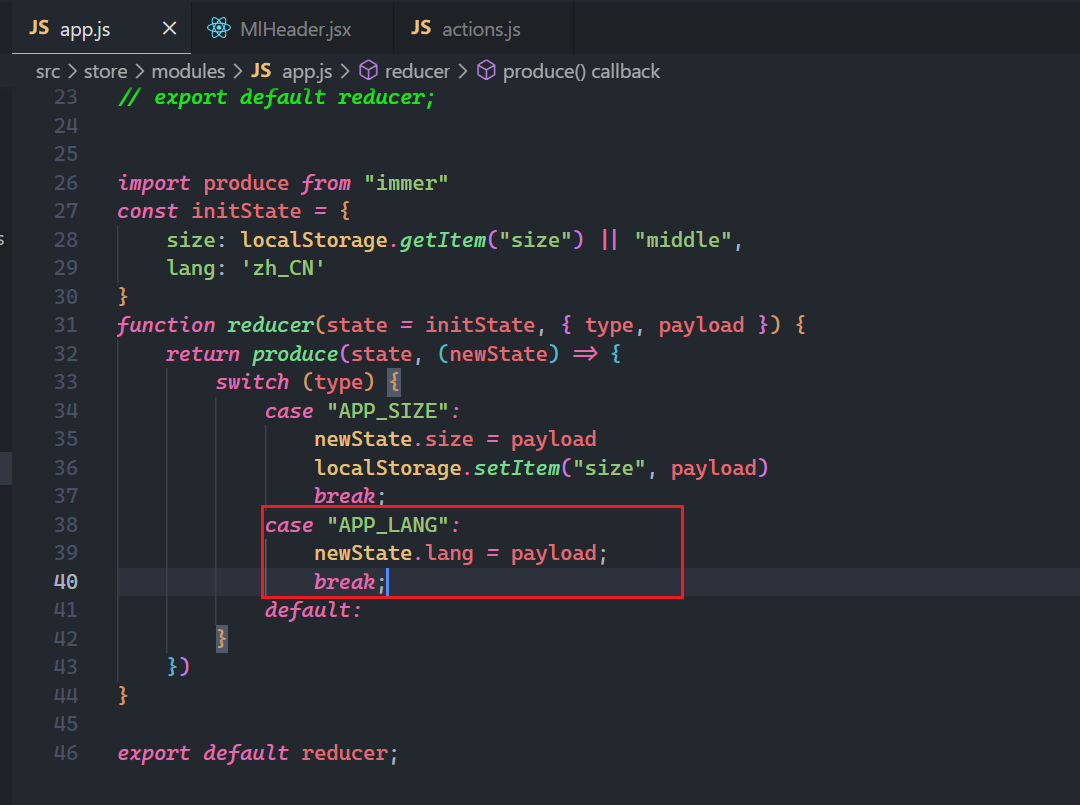 JS app.js × MlHeader.jsx JS actions.js
src > store > modules > JS app.js > reducer > produce() callback
23 // export default reducer;
24
25
26 import produce from "immer"
27 const initState = {
28 size: localStorage.getItem("size") || "middle",
29 lang: 'zh_CN'
30 }
31 function reducer(state = initState, { type, payload }) {
32 return produce(state, (newState) => {
33 switch (type) {
34 case "APP_SIZE":
35 newState.size = payload
36 localStorage.setItem("size", payload)
37 break;
38 case "APP_LANG":
39 newState.lang = payload;
40 break;
41 default:
42 }
43 })
44 }
45
46 export default reducer;